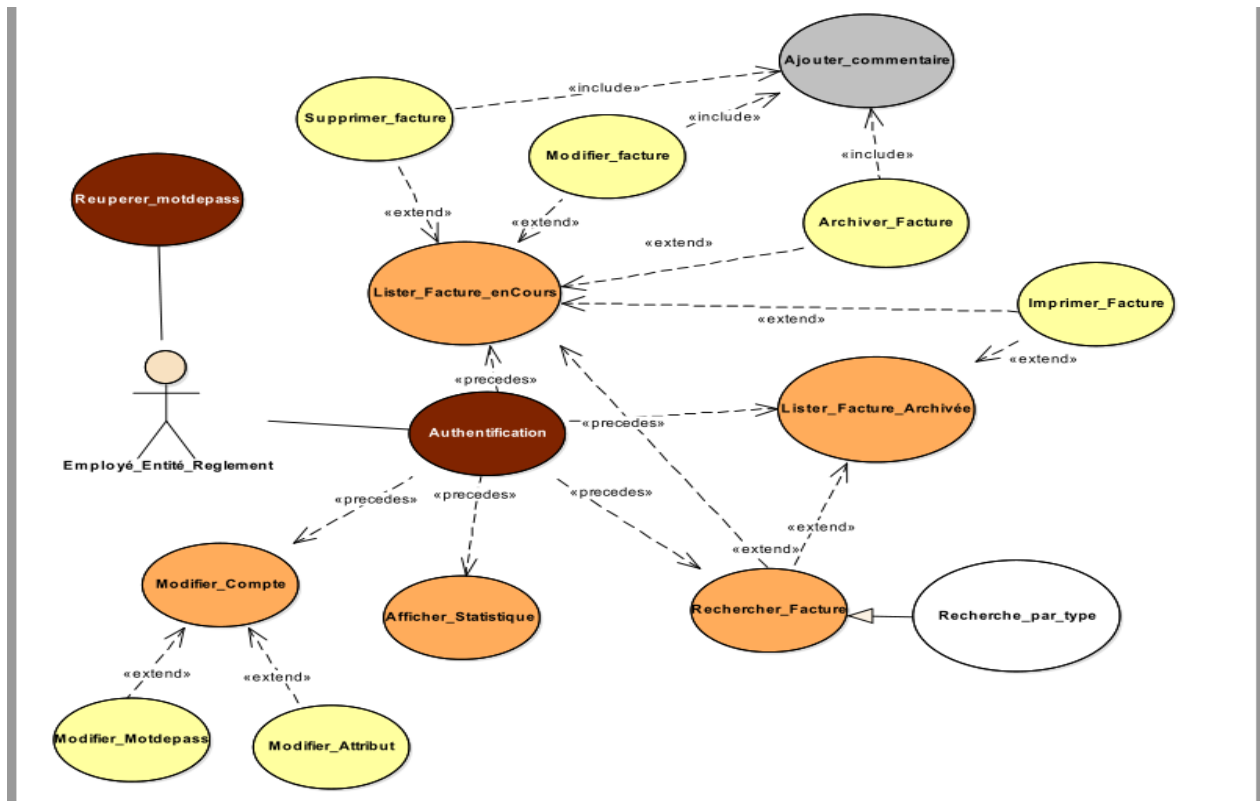 Ajouter_commentaire
«include»
Supprimer_facture
«include»
Modifier_facture
«include»
Reuperer_motdepass
«extend»
«extend»
Archiver_Facture
«extend»
Lister_Facture_enCours
Imprimer_Facture
«extend»
«extend»
«precedes»
Lister_Facture_Archivée
«precedes»
Authentification
Employé_Entité_Reglement
«precedes»
«precedes»
«precedes»
«extend»
«extend»
Modifier_Compte
Afficher_Statistique
Rechercher_Facture
Recherche_par_type
«extend»
«extend»
Modifier_Motdepass
Modifier_Attribut